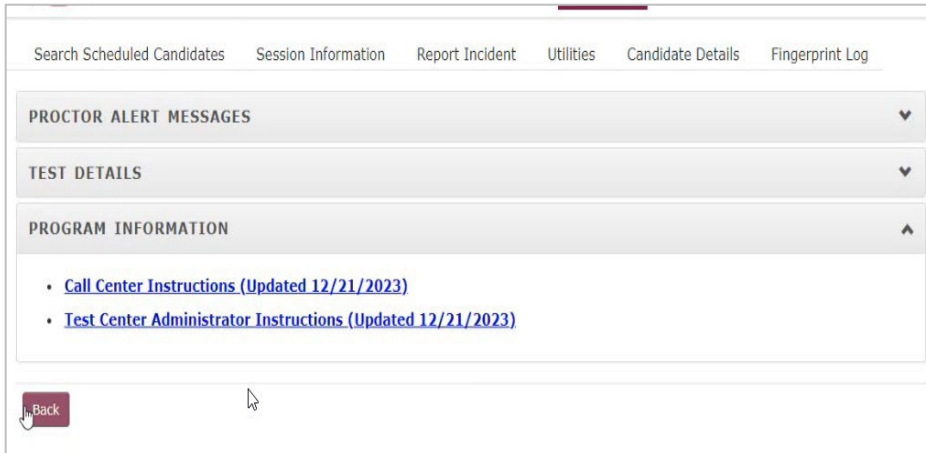 Search Scheduled Candidates Session Information Report Incident Utilities Candidate Details Fingerprint Log
PROCTOR ALERT MESSAGES
TEST DETAILS
PROGRAM INFORMATION
• Call Center Instructions (Updated 12/21/2023)
• Test Center Administrator Instructions (Updated 12/21/2023)
Back